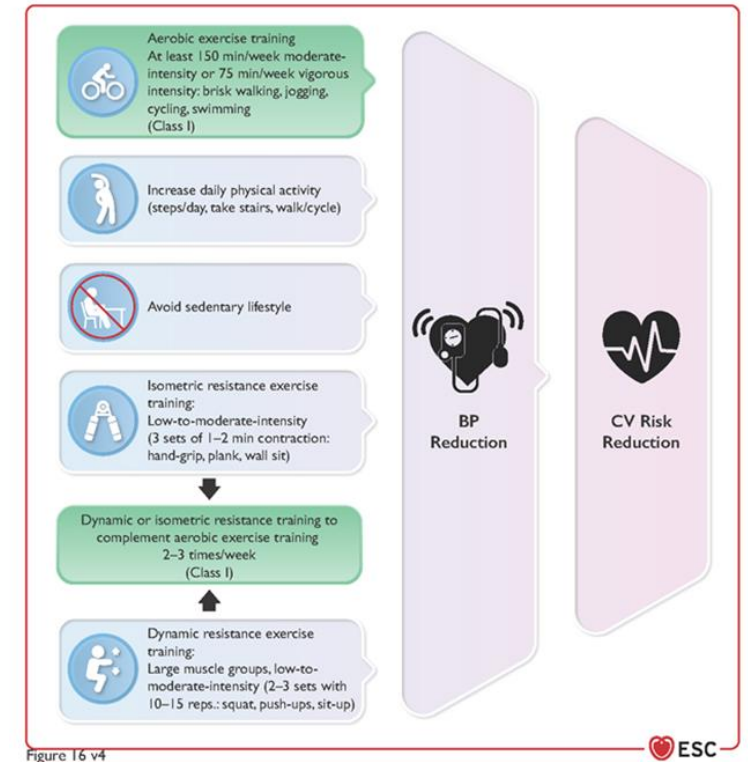 Aerobic exercise training
At least 150 min/week moderate-
intensity or 75 min/week vigorous
intensity: brisk walking, jogging,
cycling, swimming
(Class I)
Increase daily physical activity
(steps/day, take stairs, walk/cycle)
Avoid sedentary lifestyle
Isometric resistance exercise
training:
Low-to-moderate-intensity
(3 sets of 1–2 min contraction:
hand-grip, plank, wall sit)
Dynamic or isometric resistance training to
complement aerobic exercise training
2–3 times/week
(Class I)
Dynamic resistance exercise
training:
Large muscle groups, low-to-
moderate-intensity (2–3 sets with
10–15 reps.: squat, push-ups, sit-up)
BP
Reduction
CV Risk
Reduction
Figure 16 v4
ESC